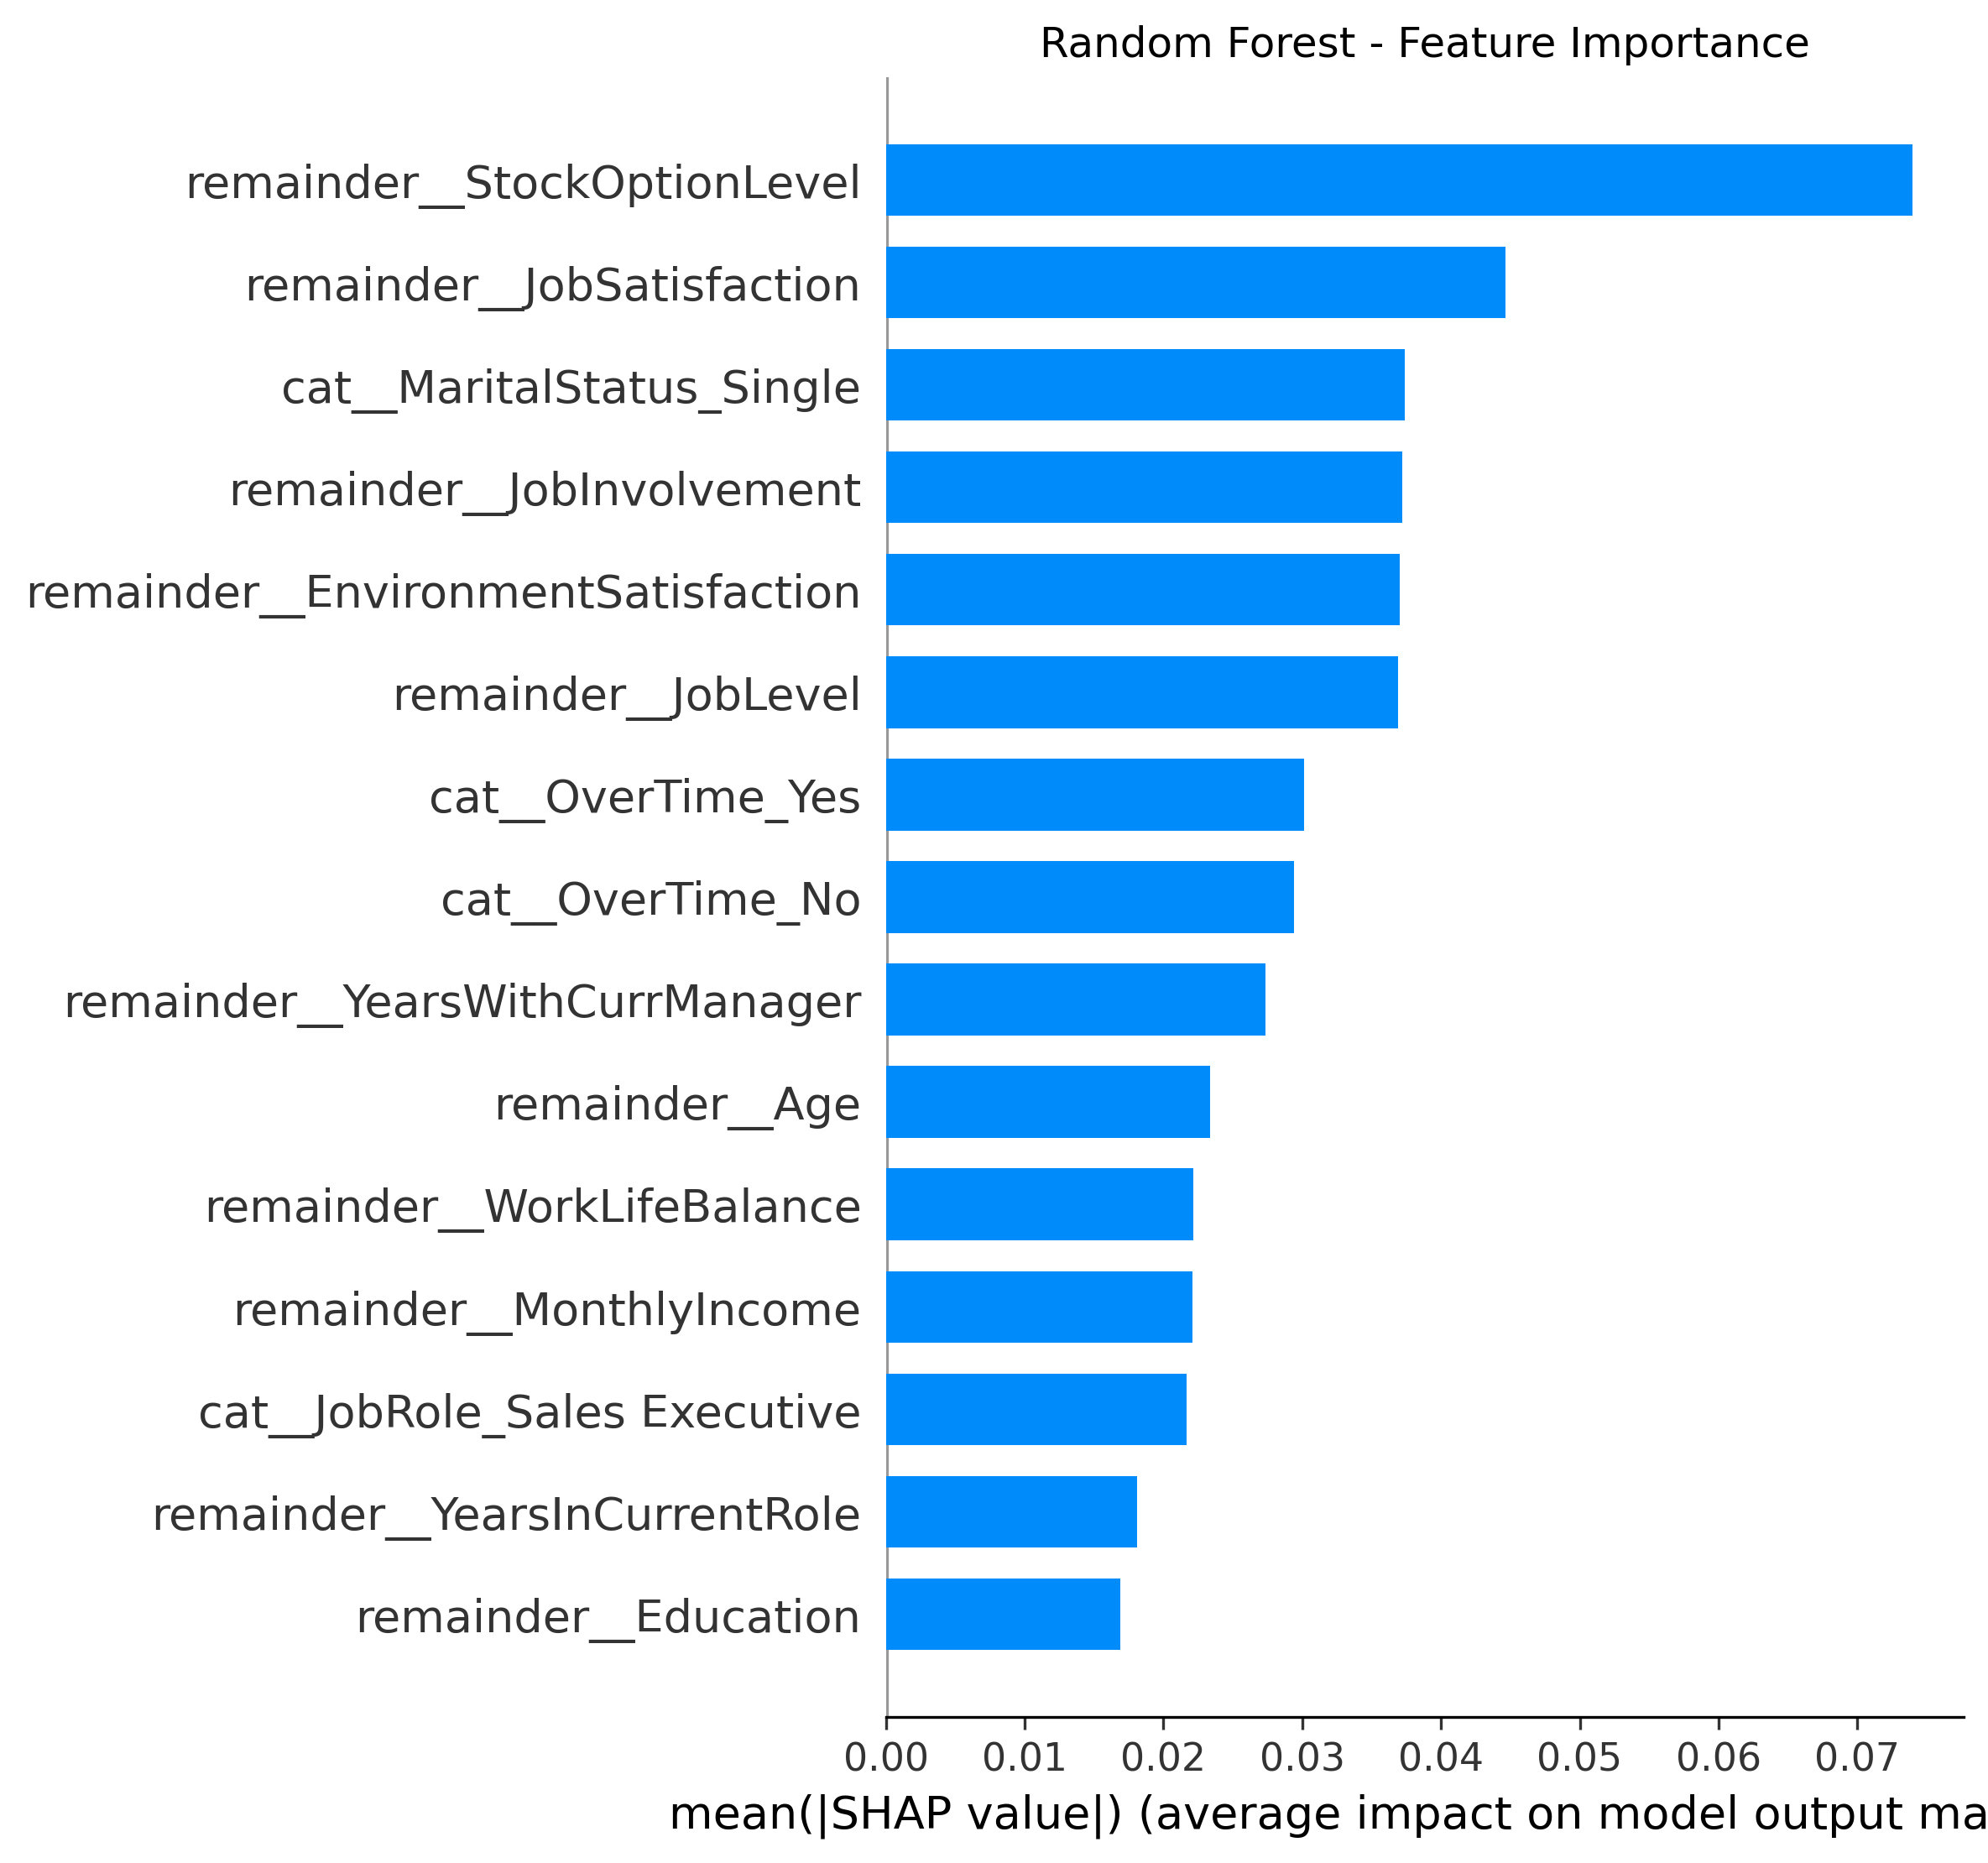 Random Forest - Feature Importance
remainder__StockOptionLevel
remainder__JobSatisfaction
cat__MaritalStatus_Single
remainder__JobInvolvement
remainder__EnvironmentSatisfaction
remainder__JobLevel
cat__OverTime_Yes
cat__OverTime_No
remainder__YearsWithCurrManager
remainder__Age
remainder__WorkLifeBalance
remainder__MonthlyIncome
cat__JobRole_Sales Executive
remainder__YearsInCurrentRole
remainder__Education
0.00 0.01 0.02 0.03 0.04 0.05 0.06 0.07
mean(|SHAP value|) (average impact on model output ma